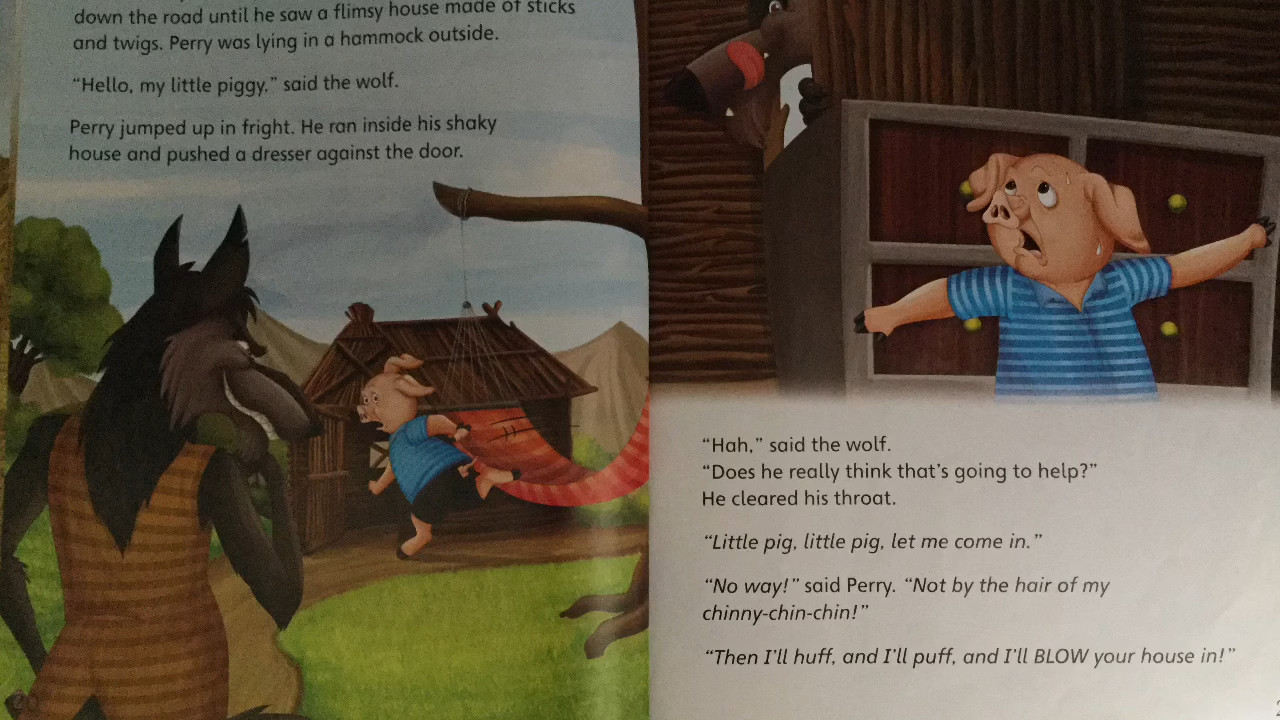 down the road until he saw a flimsy house made of sticks
and twigs. Perry was lying in a hammock outside.
“Hello, my little piggy,” said the wolf.
Perry jumped up in fright. He ran inside his shaky
house and pushed a dresser against the door.
“Hah,” said the wolf.
“Does he really think that’s going to help?”
He cleared his throat.
“Little pig, little pig, let me come in.”
“No way!” said Perry. “Not by the hair of my
chinny-chin-chin!”
“Then I’ll huff, and I’ll puff, and I’ll BLOW your house in!”